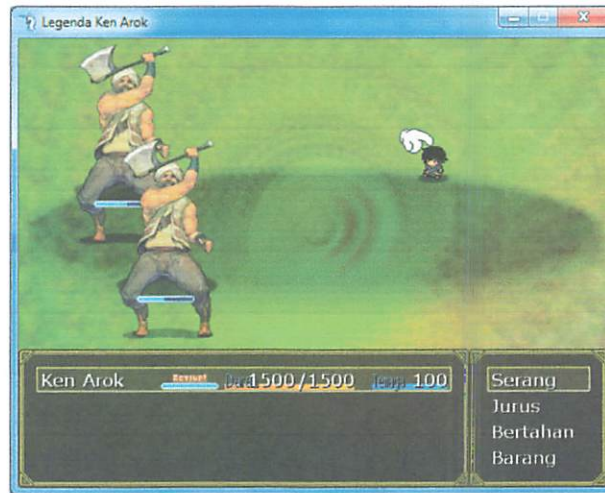 Legenda Ken Arok
Ken Arok 1500/1500 100
Serang
Jurus
Bertahan
Barang